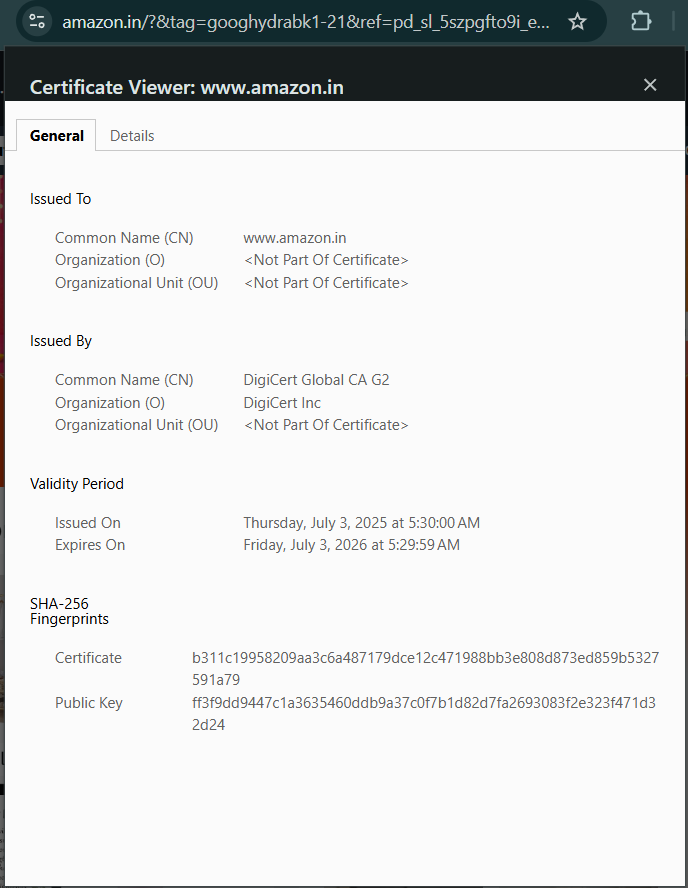 amazon.in/?&tag=googhydrabk1-21&ref=pd_sl_5szpgfto9i_e...
Certificate Viewer: www.amazon.in
General Details
Issued To
Common Name (CN) www.amazon.in
Organization (O) <Not Part Of Certificate>
Organizational Unit (OU) <Not Part Of Certificate>
Issued By
Common Name (CN) DigiCert Global CA G2
Organization (O) DigiCert Inc
Organizational Unit (OU) <Not Part Of Certificate>
Validity Period
Issued On Thursday, July 3, 2025 at 5:30:00 AM
Expires On Friday, July 3, 2026 at 5:29:59 AM
SHA-256
Fingerprints
Certificate b311c19958209aa3c6a487179dce12c471988bb3e808d873ed859b5327
591a79
Public Key ff3f9dd9447c1a3635460ddb9a37c0f7b1d82d7fa2693083f2e323f471d3
2d24